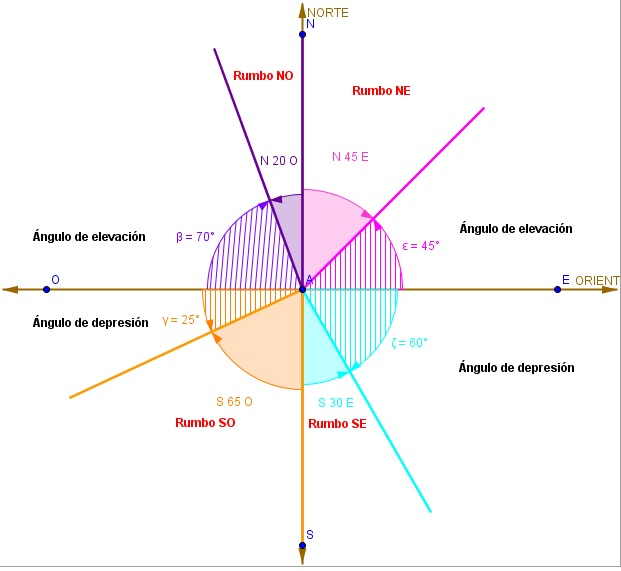 NORTE
N
Rumbo NO
Rumbo NE
N 20 O
N 45 E
Ángulo de elevación
β = 70°
ε = 45°
Ángulo de elevación
O
A
E
ORIENT
Ángulo de depresión
γ = 25°
ζ = 60°
Ángulo de depresión
S 65 O
S 30 E
Rumbo SO
Rumbo SE
S